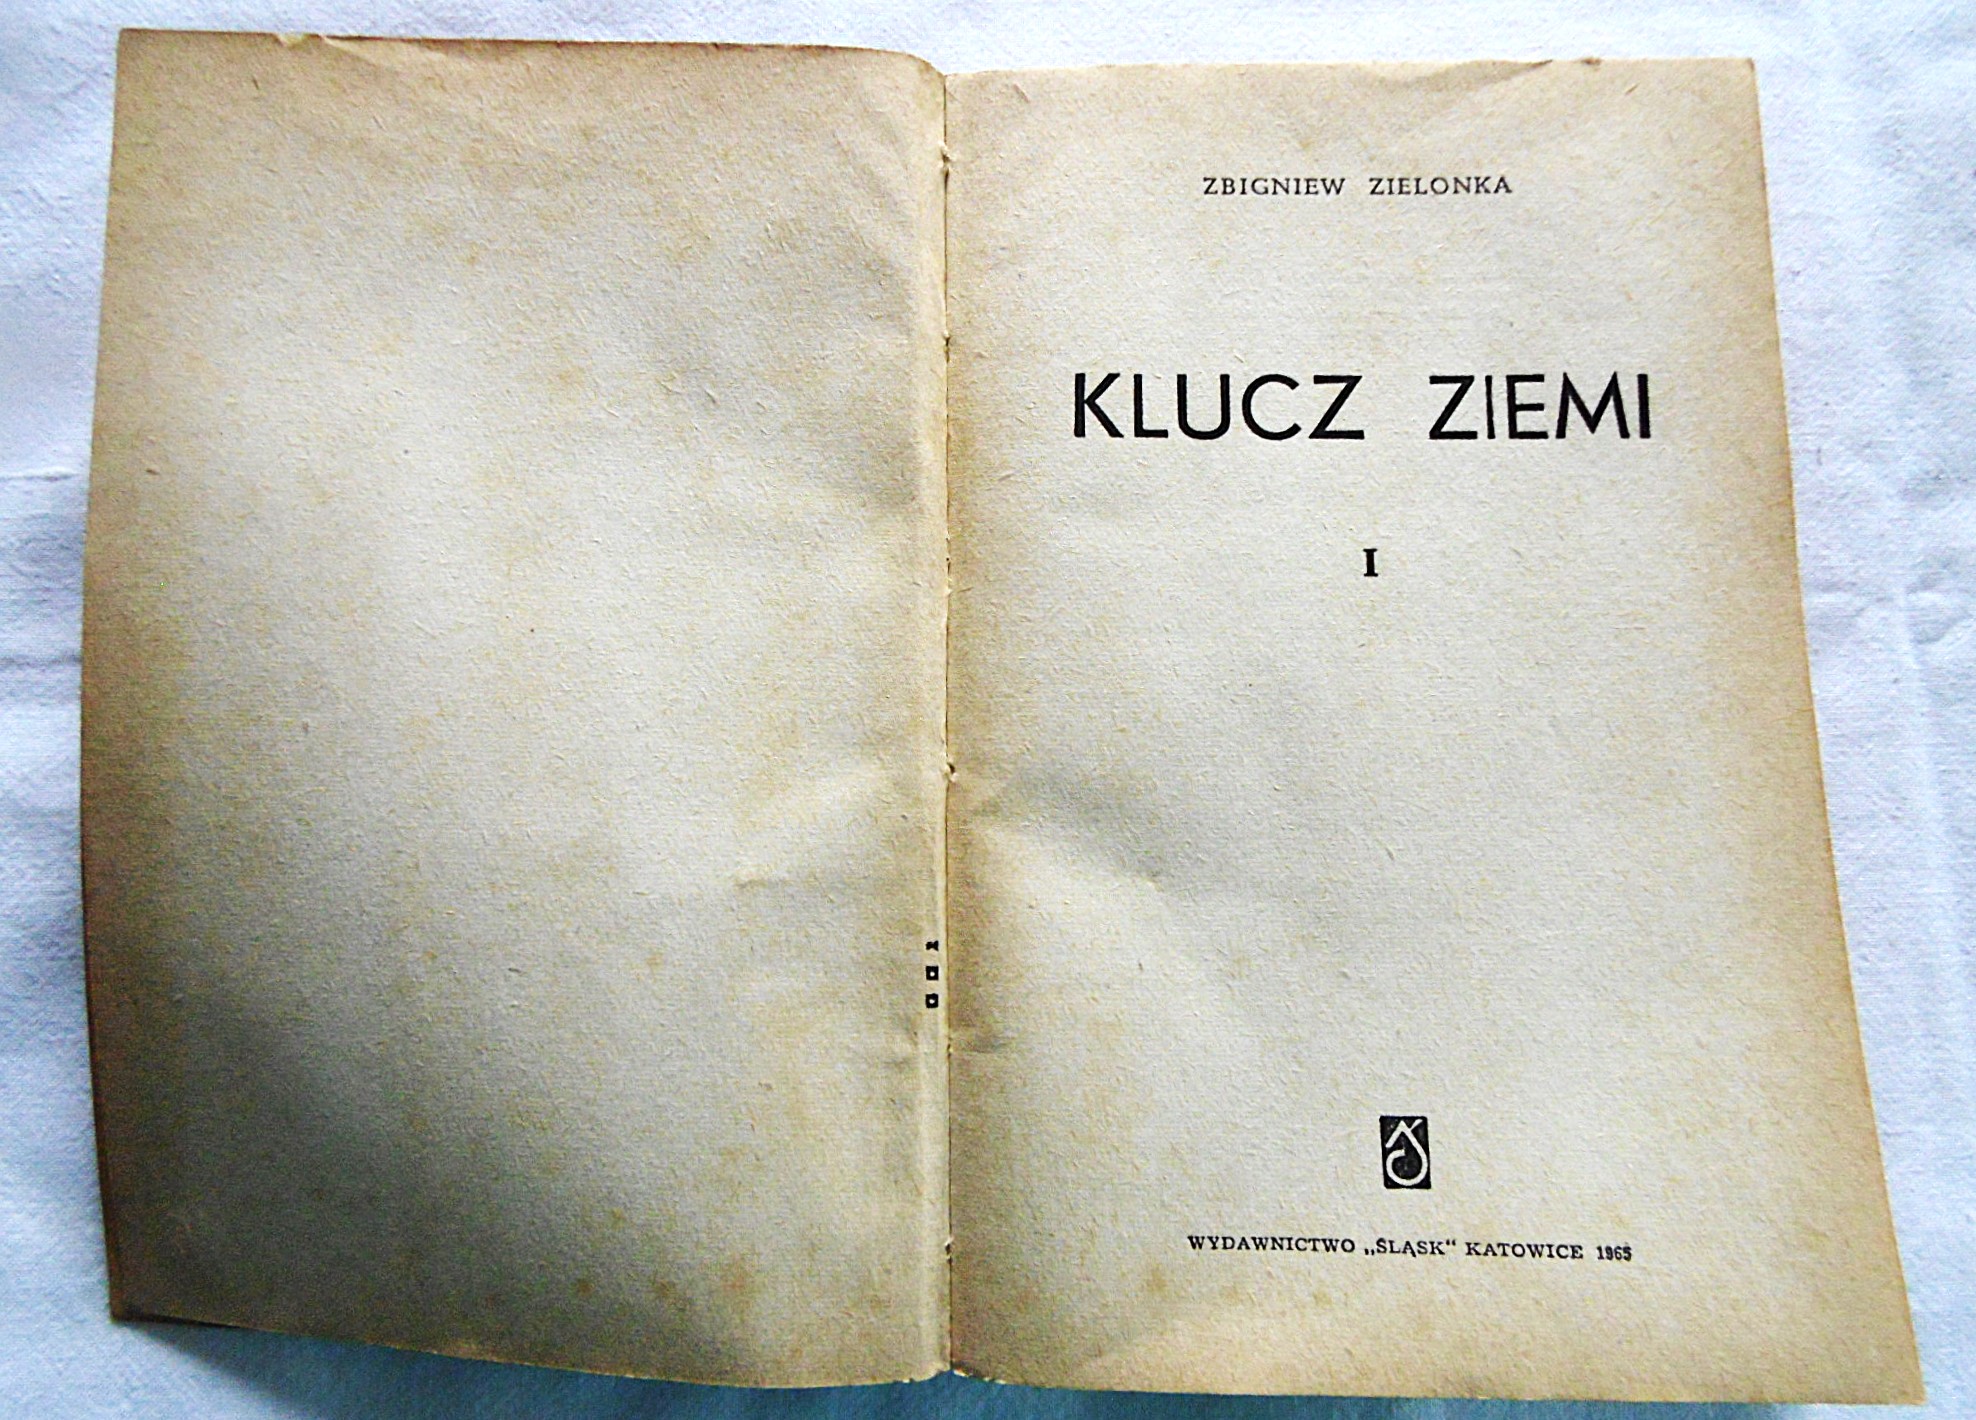 ZBIGNIEW ZIELONKA
KLUCZ ZIEMI
I
WYDAWNICTWO „ŚLĄSK“ KATOWICE 1965